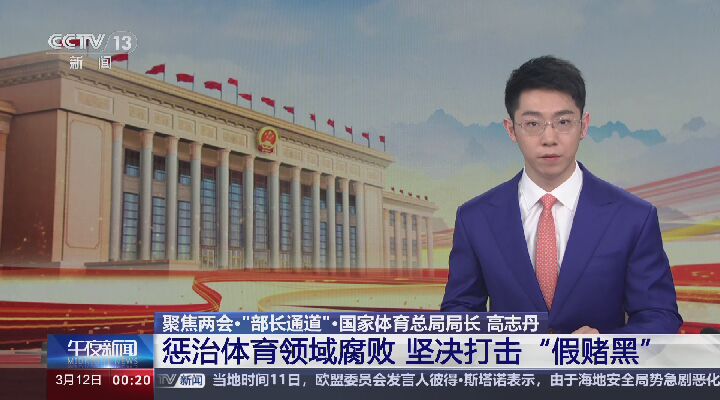 CCTV 13
新闻
聚焦两会·"部长通道"·国家体育总局局长 高志丹
午夜新闻
惩治体育领域腐败 坚决打击“假赌黑”
3月12日 00:20 新闻 当地时间11日，欧盟委员会发言人彼得·斯塔诺表示，由于海地安全局势急剧恶化